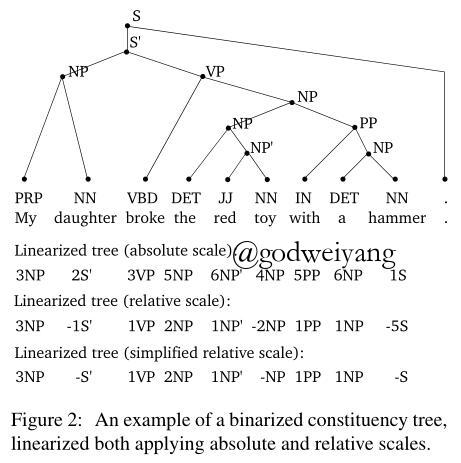 S
S'
NP
VP
NP
NP
PP
NP'
NP
PRP NN VBD DET JJ NN IN DET NN .
My daughter broke the red toy with a hammer .
Linearized tree (absolute scale):
@godweiyang
3NP 2S' 3VP 5NP 6NP' 4NP 5PP 6NP 1S
Linearized tree (relative scale):
3NP -1S' 1VP 2NP 1NP' -2NP 1PP 1NP -5S
Linearized tree (simplified relative scale):
3NP -S' 1VP 2NP 1NP' -NP 1PP 1NP -S
Figure 2: An example of a binarized constituency tree,
linearized both applying absolute and relative scales.